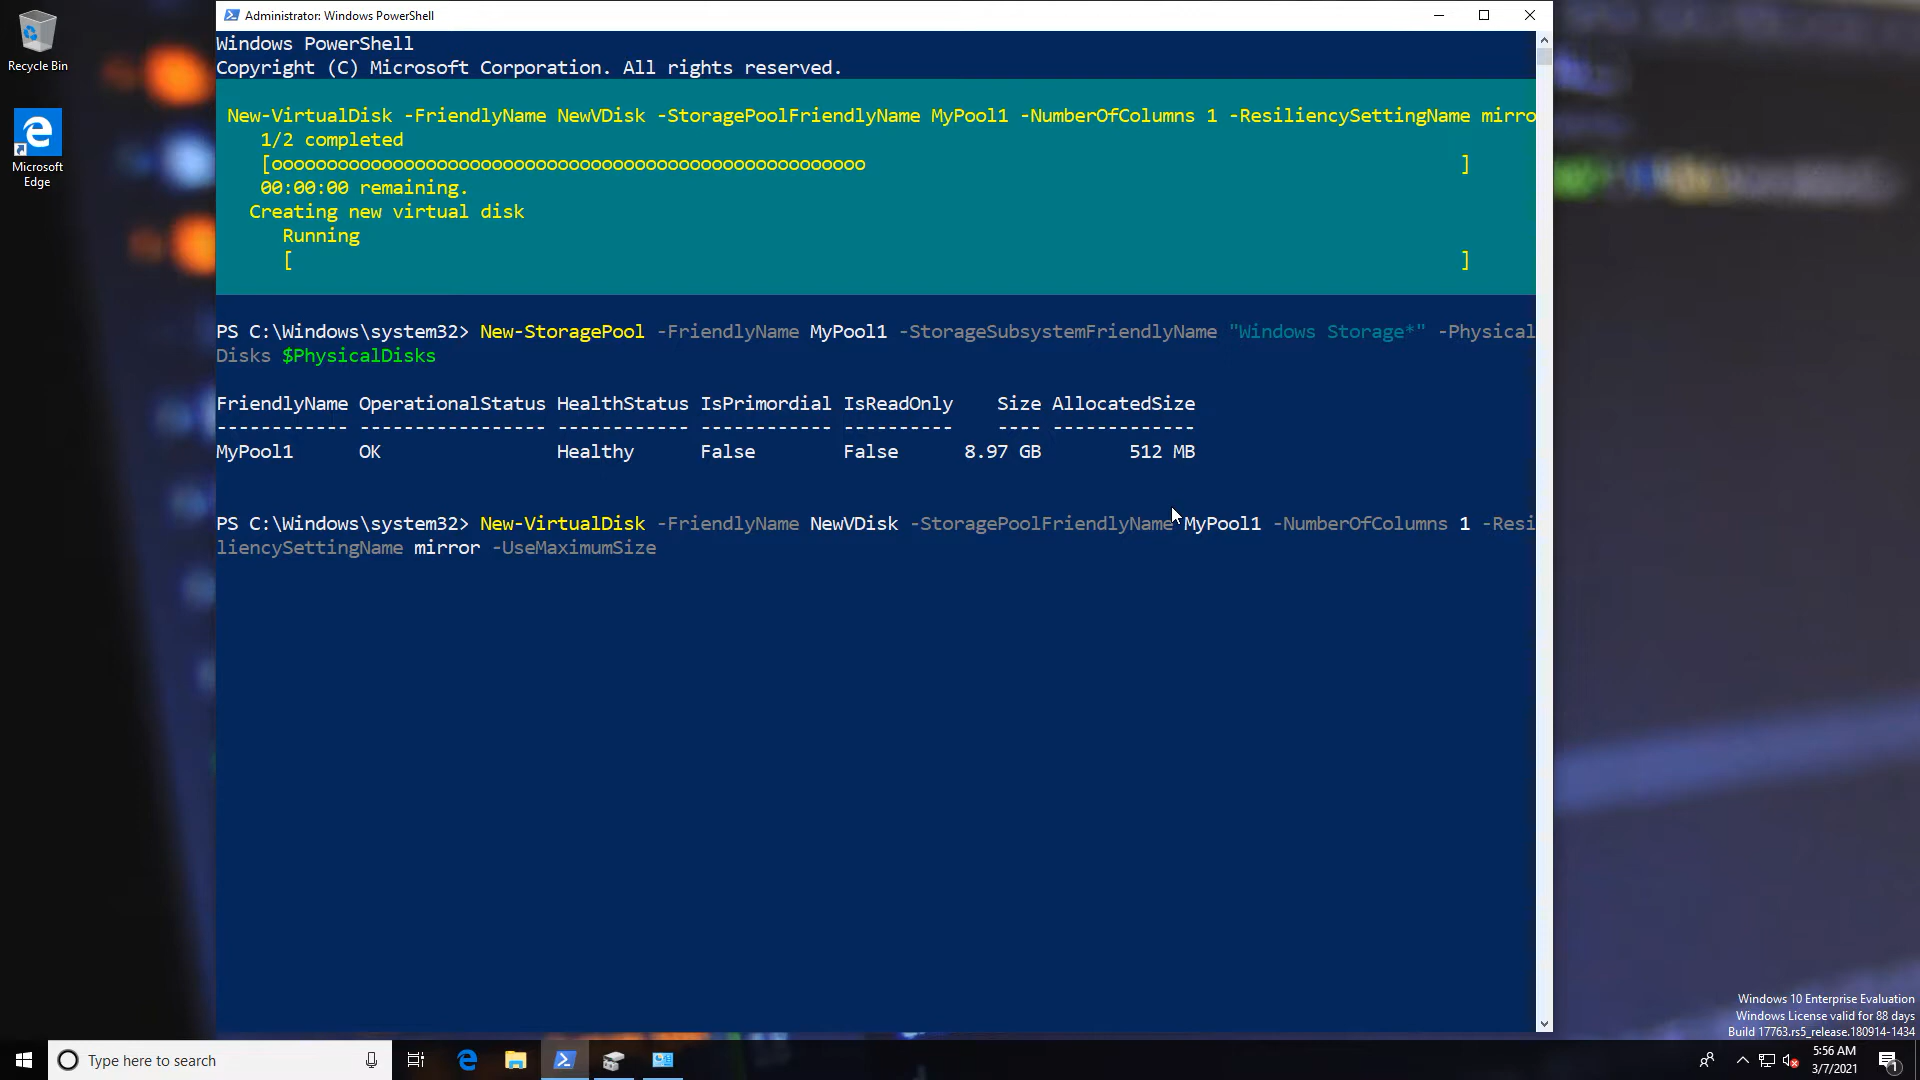 Recycle Bin
Microsoft
Edge
Administrator: Windows PowerShell
Windows PowerShell
Copyright (C) Microsoft Corporation. All rights reserved.
New-VirtualDisk -FriendlyName NewVDisk -StoragePoolFriendlyName MyPool1 -NumberOfColumns 1 -ResiliencySettingName mirro
1/2 completed
[oooooooooooooooooooooooooooooooooooooooooooooooooooooo ]
00:00:00 remaining.
Creating new virtual disk
Running
[ ]
PS C:\Windows\system32> New-StoragePool -FriendlyName MyPool1 -StorageSubsystemFriendlyName "Windows Storage*" -Physical
Disks $PhysicalDisks
FriendlyName OperationalStatus HealthStatus IsPrimordial IsReadOnly Size AllocatedSize
------------ ----------------- ------------ ------------ ---------- ---- -------------
MyPool1 OK Healthy False False 8.97 GB 512 MB
PS C:\Windows\system32> New-VirtualDisk -FriendlyName NewVDisk -StoragePoolFriendlyName MyPool1 -NumberOfColumns 1 -Resi
liencySettingName mirror -UseMaximumSize
Windows 10 Enterprise Evaluation
Windows License valid for 88 days
Build 17763.rs5_release.180914-1434
Type here to search
5:56 AM
3/7/2021
1